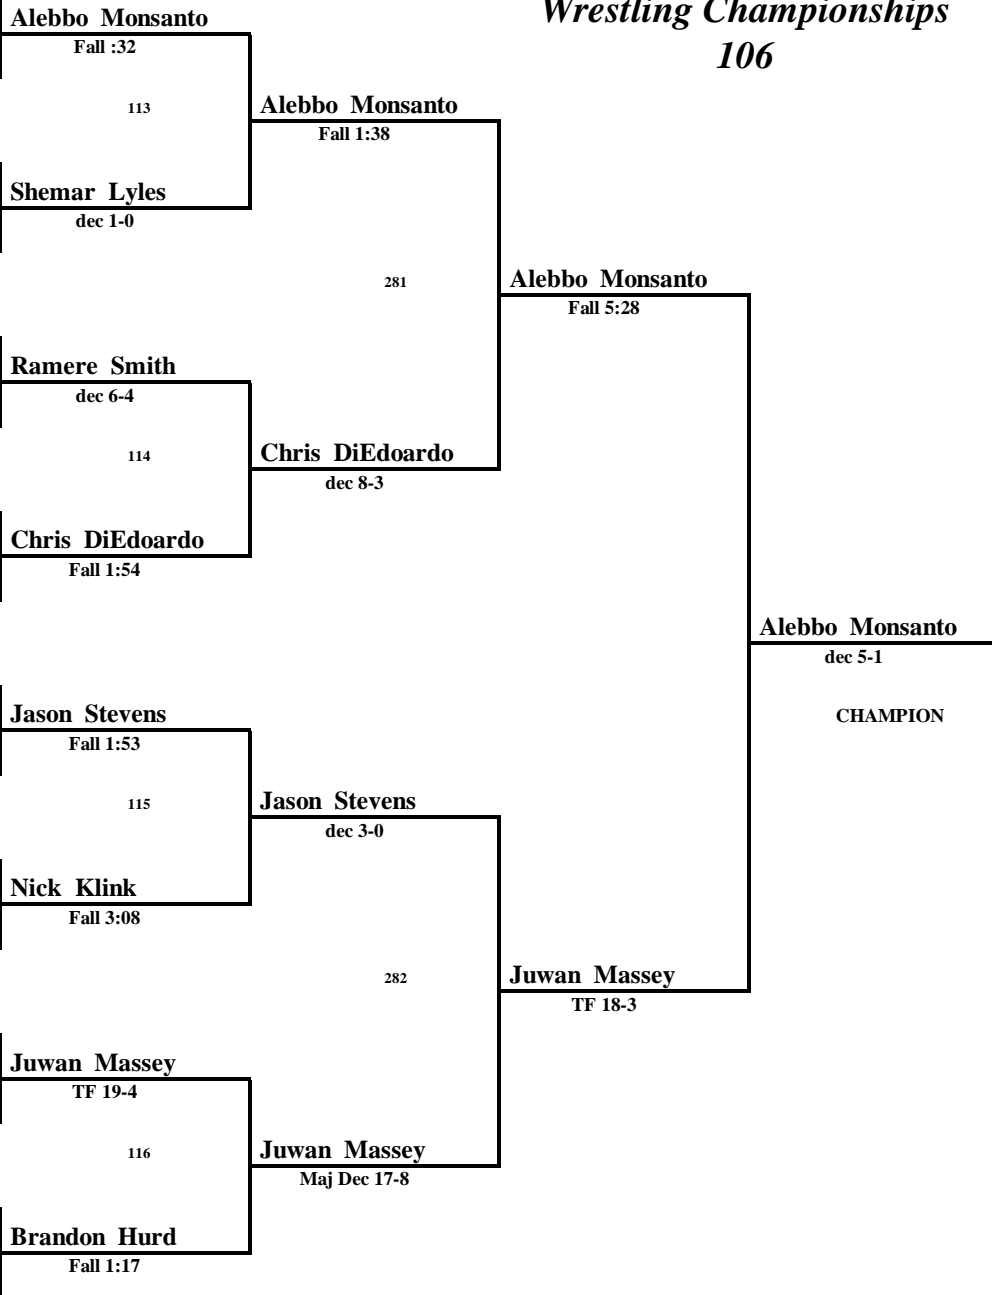 Wrestling Championships
106
Alebbo Monsanto
Fall :32
113
Alebbo Monsanto
Fall 1:38
Shemar Lyles
dec 1-0
281
Alebbo Monsanto
Fall 5:28
Ramere Smith
dec 6-4
114
Chris DiEdoardo
dec 8-3
Chris DiEdoardo
Fall 1:54
Alebbo Monsanto
dec 5-1
CHAMPION
Jason Stevens
Fall 1:53
115
Jason Stevens
dec 3-0
Nick Klink
Fall 3:08
282
Juwan Massey
TF 18-3
Juwan Massey
TF 19-4
116
Juwan Massey
Maj Dec 17-8
Brandon Hurd
Fall 1:17